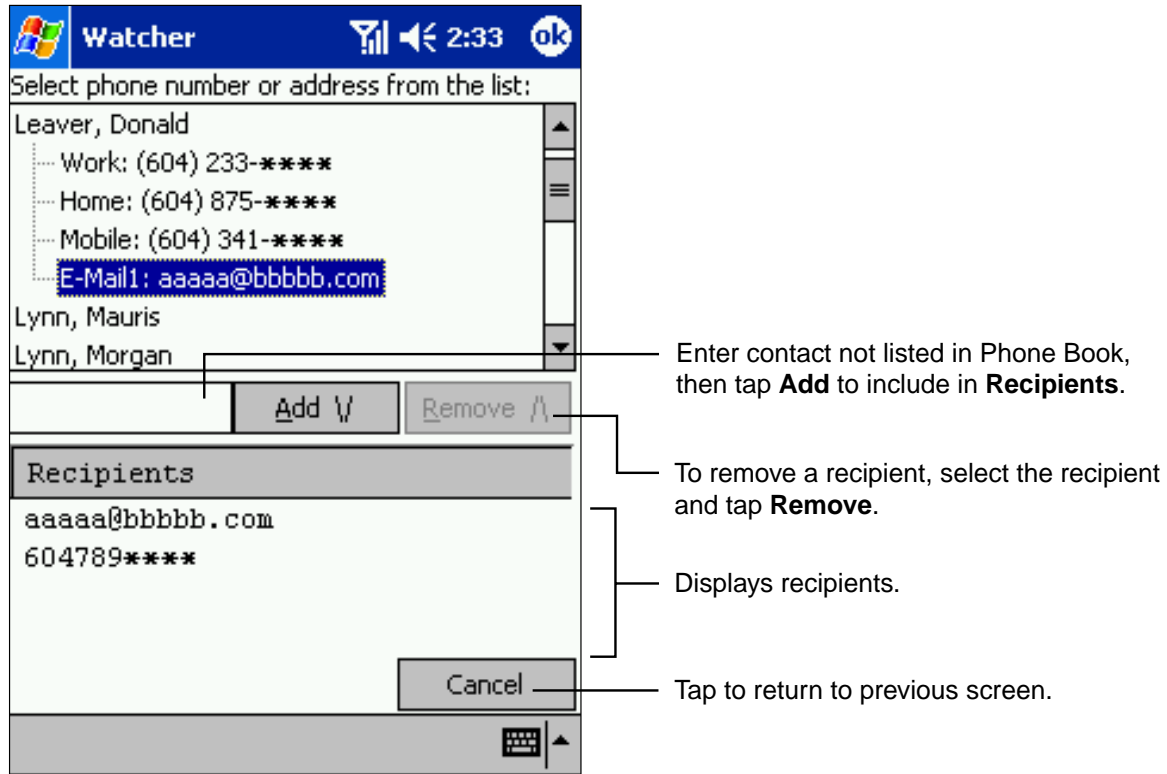 Watcher 2:33 ok
Select phone number or address from the list:
Leaver, Donald
Work: (604) 233-****
Home: (604) 875-****
Mobile: (604) 341-****
E-Mail1: aaaaa@bbbbb.com
Lynn, Mauris
Lynn, Morgan
Enter contact not listed in Phone Book,
then tap Add to include in Recipients.
Add \/ Remove /\
Recipients
To remove a recipient, select the recipient
and tap Remove.
aaaaa@bbbbb.com
604789****
Displays recipients.
Cancel
Tap to return to previous screen.